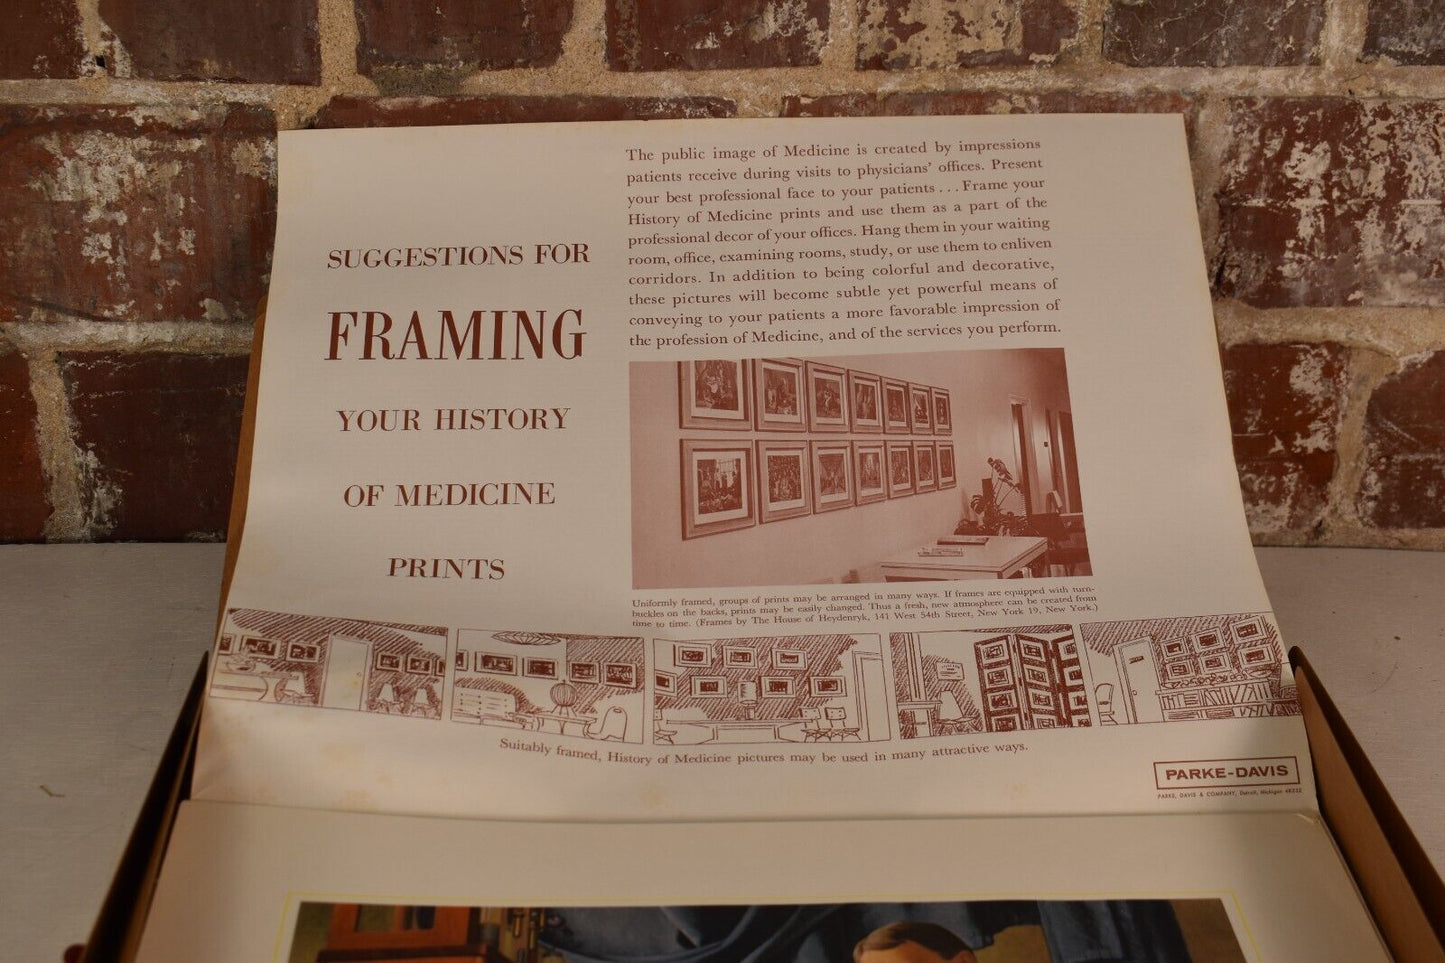 SUGGESTIONS FOR
FRAMING
YOUR HISTORY
OF MEDICINE
PRINTS
The public image of Medicine is created by impressions
patients receive during visits to physicians' offices. Present
your best professional face to your patients . . . Frame your
History of Medicine prints and use them as a part of the
professional decor of your offices. Hang them in your waiting
room, office, examining rooms, study, or use them to enliven
corridors. In addition to being colorful and decorative,
these pictures will become subtle yet powerful means of
conveying to your patients a more favorable impression of
the profession of Medicine, and of the services you perform.
Uniformly framed, groups of prints may be arranged in many ways. If frames are equipped with turn-
buckles on the backs, prints may be easily changed. Thus a fresh, new atmosphere can be created from
time to time. (Frames by The House of Heydenryk, 141 West 54th Street, New York 19, New York.)
Suitably framed, History of Medicine pictures may be used in many attractive ways.
PARKE-DAVIS
PARKE, DAVIS & COMPANY, Detroit, Michigan 48232